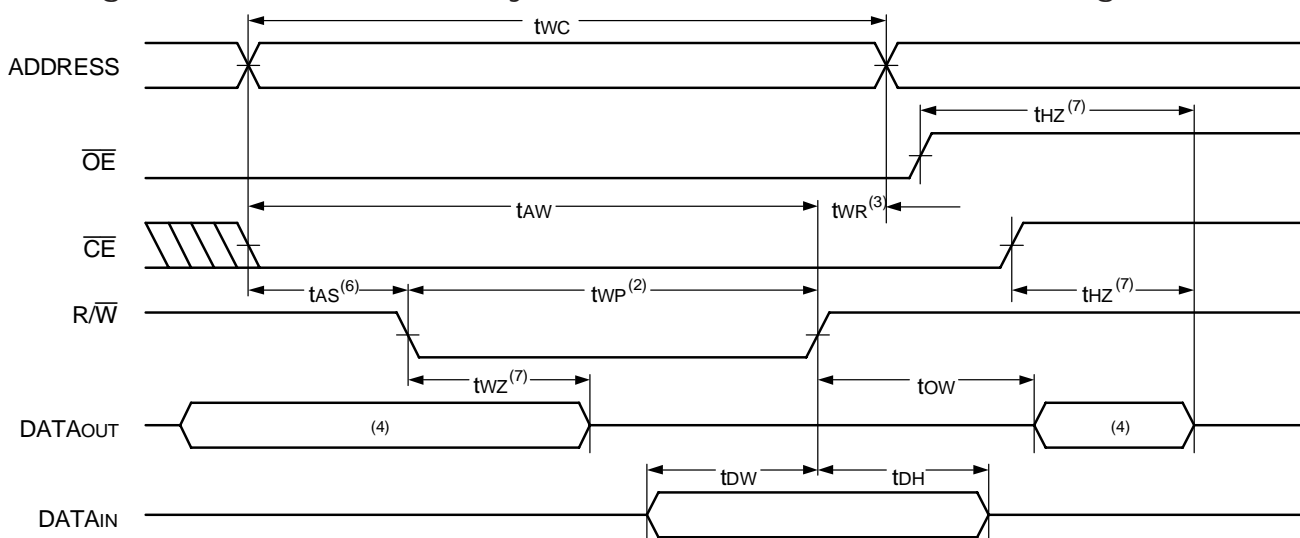 tWC
ADDRESS
tHZ(7)
OE
tAW
tWR(3)
CE
tAS(6)
tWP(2)
tHZ(7)
R/W
tWZ(7)
tOW
DATAOUT
(4)
(4)
tDW
tDH
DATAIN